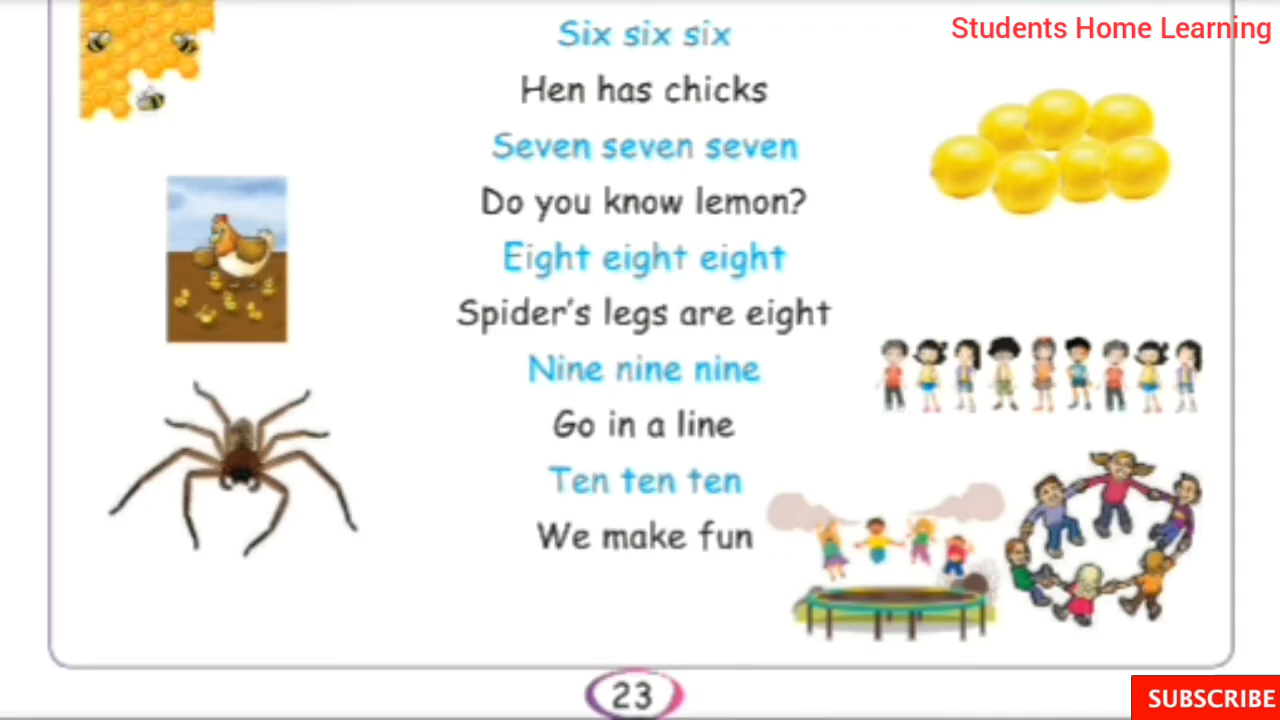 Students Home Learning
Six six six
Hen has chicks
Seven seven seven
Do you know lemon?
Eight eight eight
Spider's legs are eight
Nine nine nine
Go in a line
Ten ten ten
We make fun
23
SUBSCRIBE